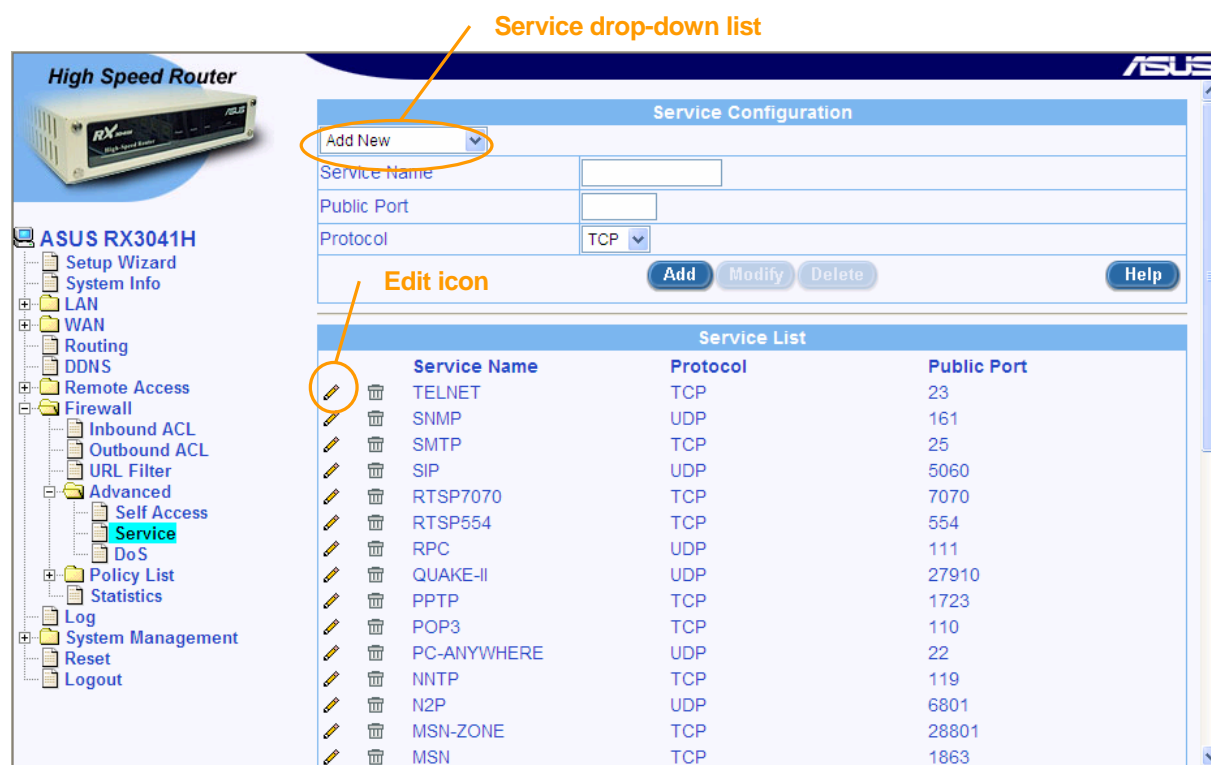 Service drop-down list
High Speed Router
ASUS
ASUS
RX
High-Speed Router
Service Configuration
Add New
Service Name
Public Port
Protocol TCP
Add Modify Delete Help
Edit icon
ASUS RX3041H
Setup Wizard
System Info
LAN
WAN
Routing
DDNS
Remote Access
Firewall
Inbound ACL
Outbound ACL
URL Filter
Advanced
Self Access
Service
DoS
Policy List
Statistics
Log
System Management
Reset
Logout
Service List
Service Name Protocol Public Port
TELNET TCP 23
SNMP UDP 161
SMTP TCP 25
SIP UDP 5060
RTSP7070 TCP 7070
RTSP554 TCP 554
RPC UDP 111
QUAKE-II UDP 27910
PPTP TCP 1723
POP3 TCP 110
PC-ANYWHERE UDP 22
NNTP TCP 119
N2P UDP 6801
MSN-ZONE TCP 28801
MSN TCP 1863